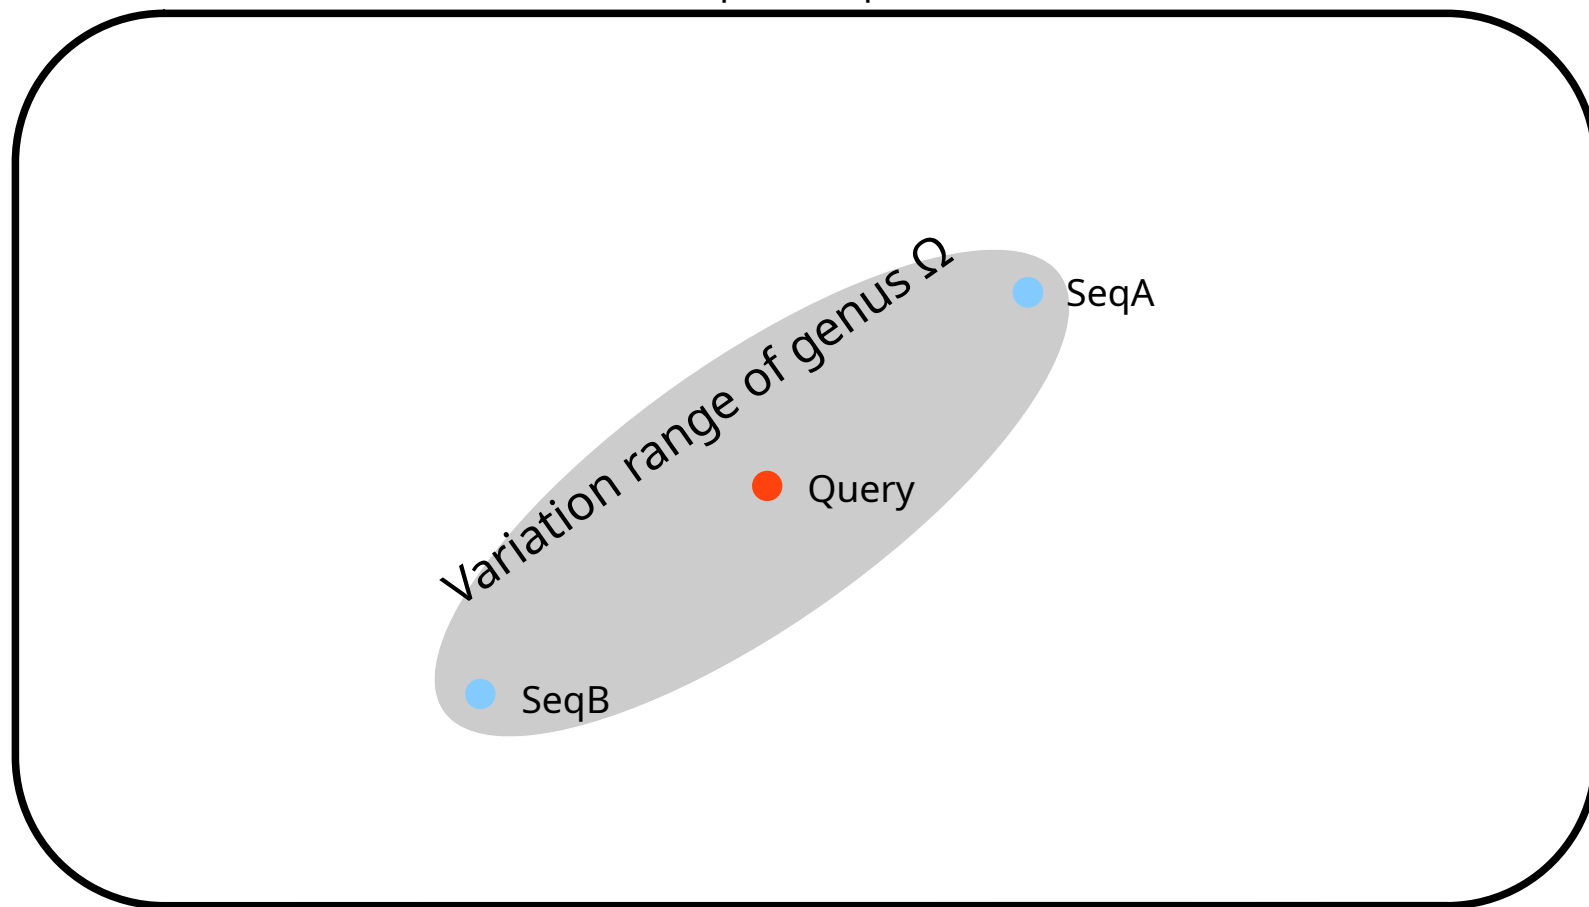 Variation range of genus Ω
SeqA
Query
SeqB